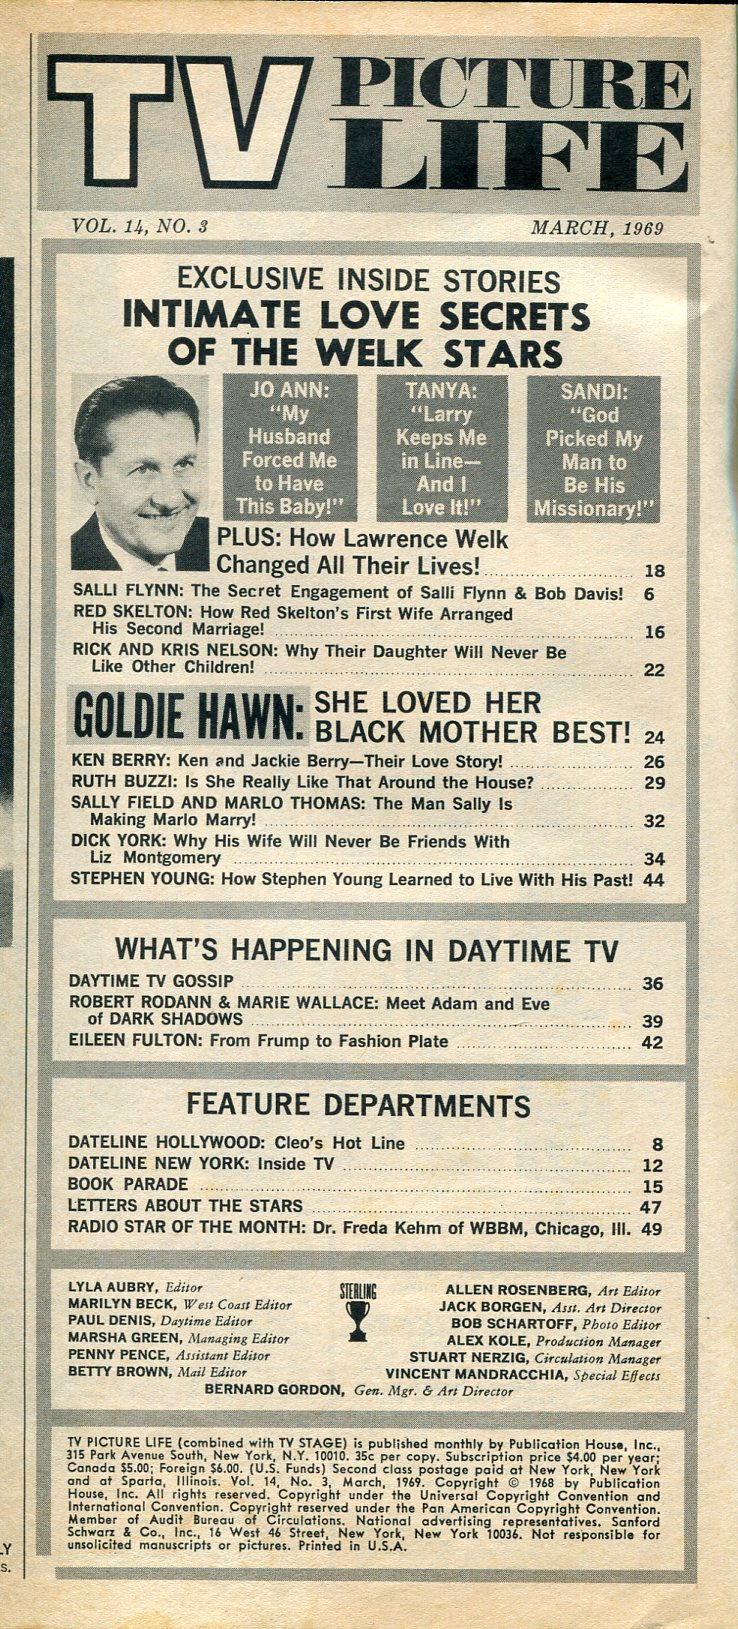 TV PICTURE
LIFE
VOL. 14, NO. 3 MARCH, 1969
EXCLUSIVE INSIDE STORIES
INTIMATE LOVE SECRETS
OF THE WELK STARS
JO ANN:
"My
Husband
Forced Me
to Have
This Baby!"
TANYA:
"Larry
Keeps Me
in Line—
And I
Love It!"
SANDI:
"God
Picked My
Man to
Be His
Missionary!"
PLUS: How Lawrence Welk
Changed All Their Lives! 18
SALLI FLYNN: The Secret Engagement of Salli Flynn & Bob Davis! 6
RED SKELTON: How Red Skelton's First Wife Arranged
His Second Marriage! 16
RICK AND KRIS NELSON: Why Their Daughter Will Never Be
Like Other Children! 22
GOLDIE HAWN: SHE LOVED HER
BLACK MOTHER BEST! 24
KEN BERRY: Ken and Jackie Berry—Their Love Story! 26
RUTH BUZZI: Is She Really Like That Around the House? 29
SALLY FIELD AND MARLO THOMAS: The Man Sally Is
Making Marlo Marry! 32
DICK YORK: Why His Wife Will Never Be Friends With
Liz Montgomery 34
STEPHEN YOUNG: How Stephen Young Learned to Live With His Past! 44
WHAT'S HAPPENING IN DAYTIME TV
DAYTIME TV GOSSIP 36
ROBERT RODANN & MARIE WALLACE: Meet Adam and Eve
of DARK SHADOWS 39
EILEEN FULTON: From Frump to Fashion Plate 42
FEATURE DEPARTMENTS
DATELINE HOLLYWOOD: Cleo's Hot Line 8
DATELINE NEW YORK: Inside TV 12
BOOK PARADE 15
LETTERS ABOUT THE STARS 47
RADIO STAR OF THE MONTH: Dr. Freda Kehm of WBBM, Chicago, Ill. 49
LYLA AUBRY, Editor
MARILYN BECK, West Coast Editor
PAUL DENIS, Daytime Editor
MARSHA GREEN, Managing Editor
PENNY PENCE, Assistant Editor
BETTY BROWN, Mail Editor
STERLING
ALLEN ROSENBERG, Art Editor
JACK BORGEN, Asst. Art Director
BOB SCHARTOFF, Photo Editor
ALEX KOLE, Production Manager
STUART NERZIG, Circulation Manager
VINCENT MANDRACCHIA, Special Effects
BERNARD GORDON, Gen. Mgr. & Art Director
TV PICTURE LIFE (combined with TV STAGE) is published monthly by Publication House, Inc.,
315 Park Avenue South, New York, N.Y. 10010. 35c per copy. Subscription price $4.00 per year;
Canada $5.00; Foreign $6.00. (U.S. Funds) Second class postage paid at New York, New York
and at Sparta, Illinois. Vol. 14, No. 3, March, 1969. Copyright © 1968 by Publication
House, Inc. All rights reserved. Copyright under the Universal Copyright Convention and
International Convention. Copyright reserved under the Pan American Copyright Convention.
Member of Audit Bureau of Circulations. National advertising representatives. Sanford
Schwarz & Co., Inc., 16 West 46 Street, New York, New York 10036. Not responsible for
unsolicited manuscripts or pictures. Printed in U.S.A.